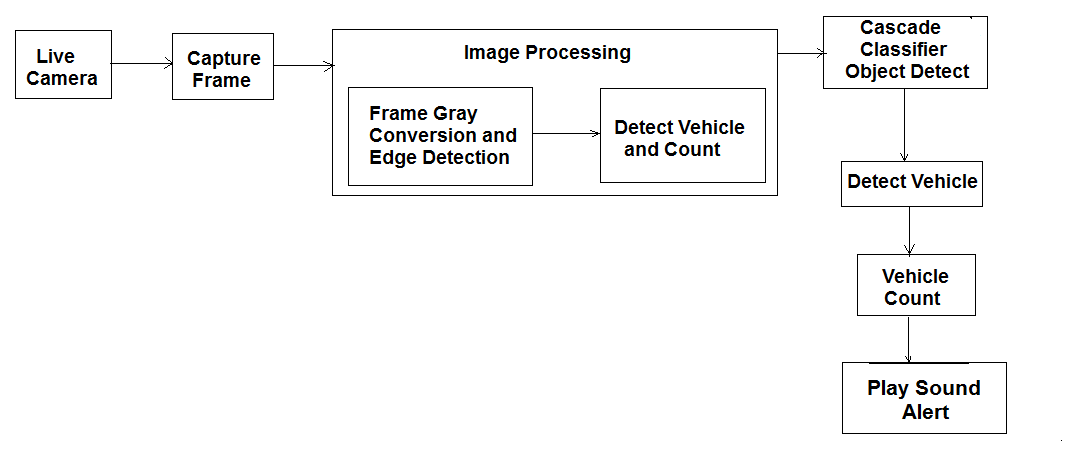 Live
Camera
Capture
Frame
Image Processing
Frame Gray
Conversion and
Edge Detection
Detect Vehicle
and Count
Cascade
Classifier
Object Detect
Detect Vehicle
Vehicle
Count
Play Sound
Alert